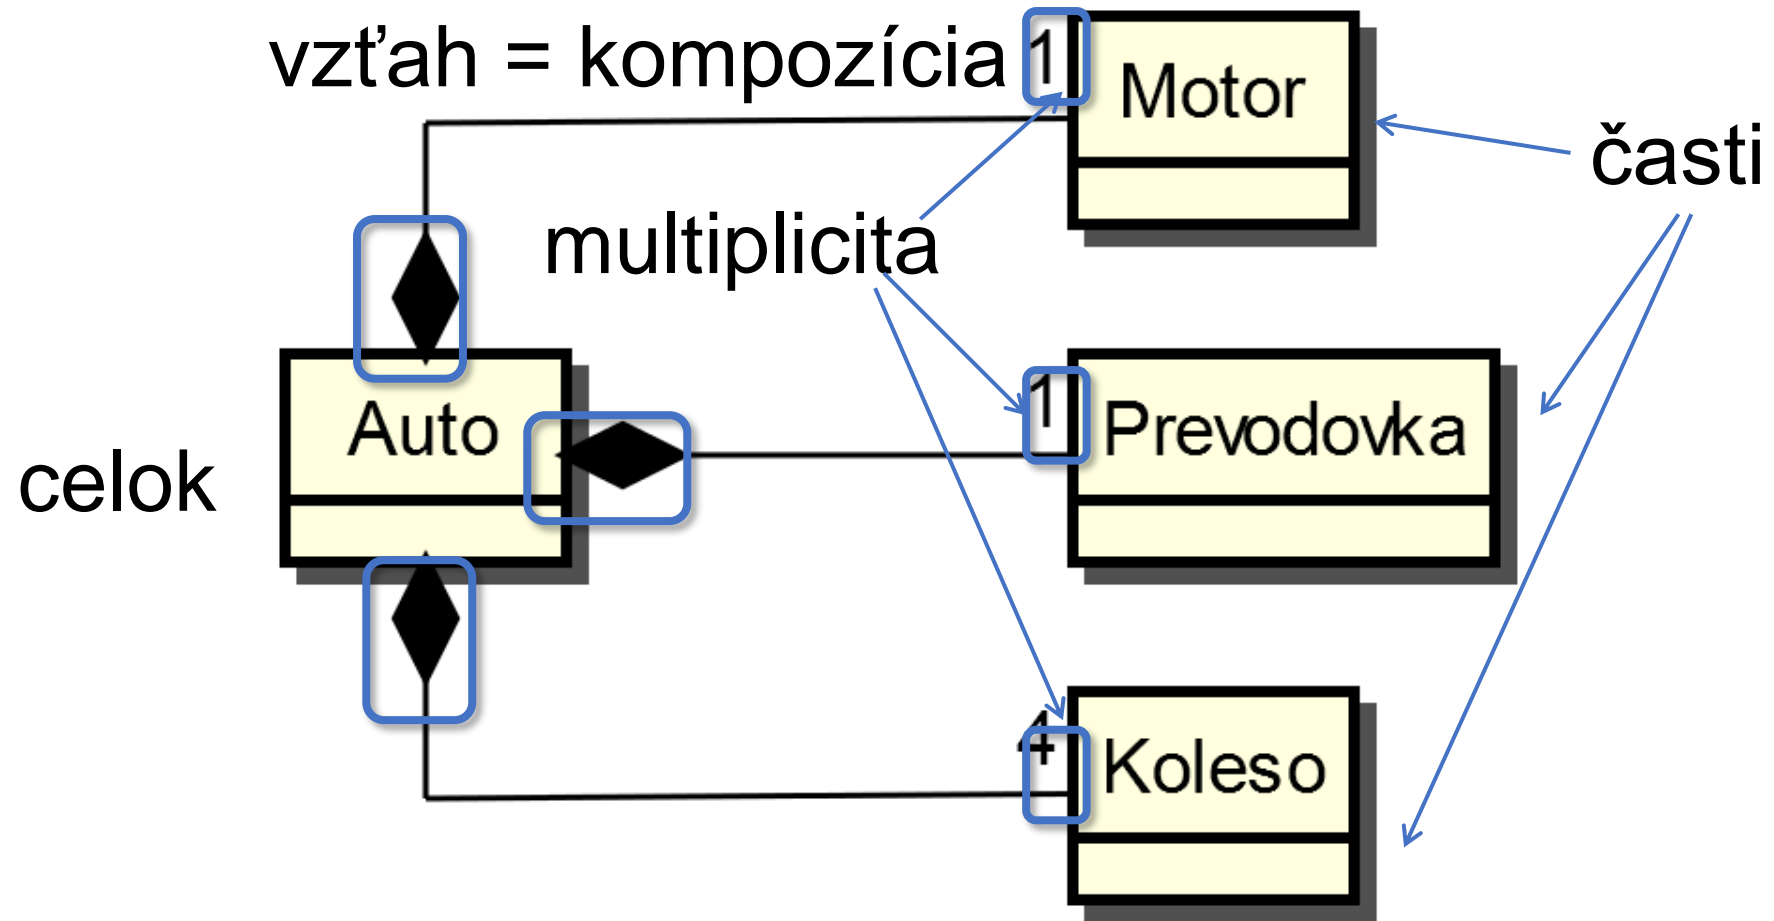 vzťah = kompozícia
1
Motor
časti
multiplicita
Auto
1
Prevodovka
celok
4
Koleso